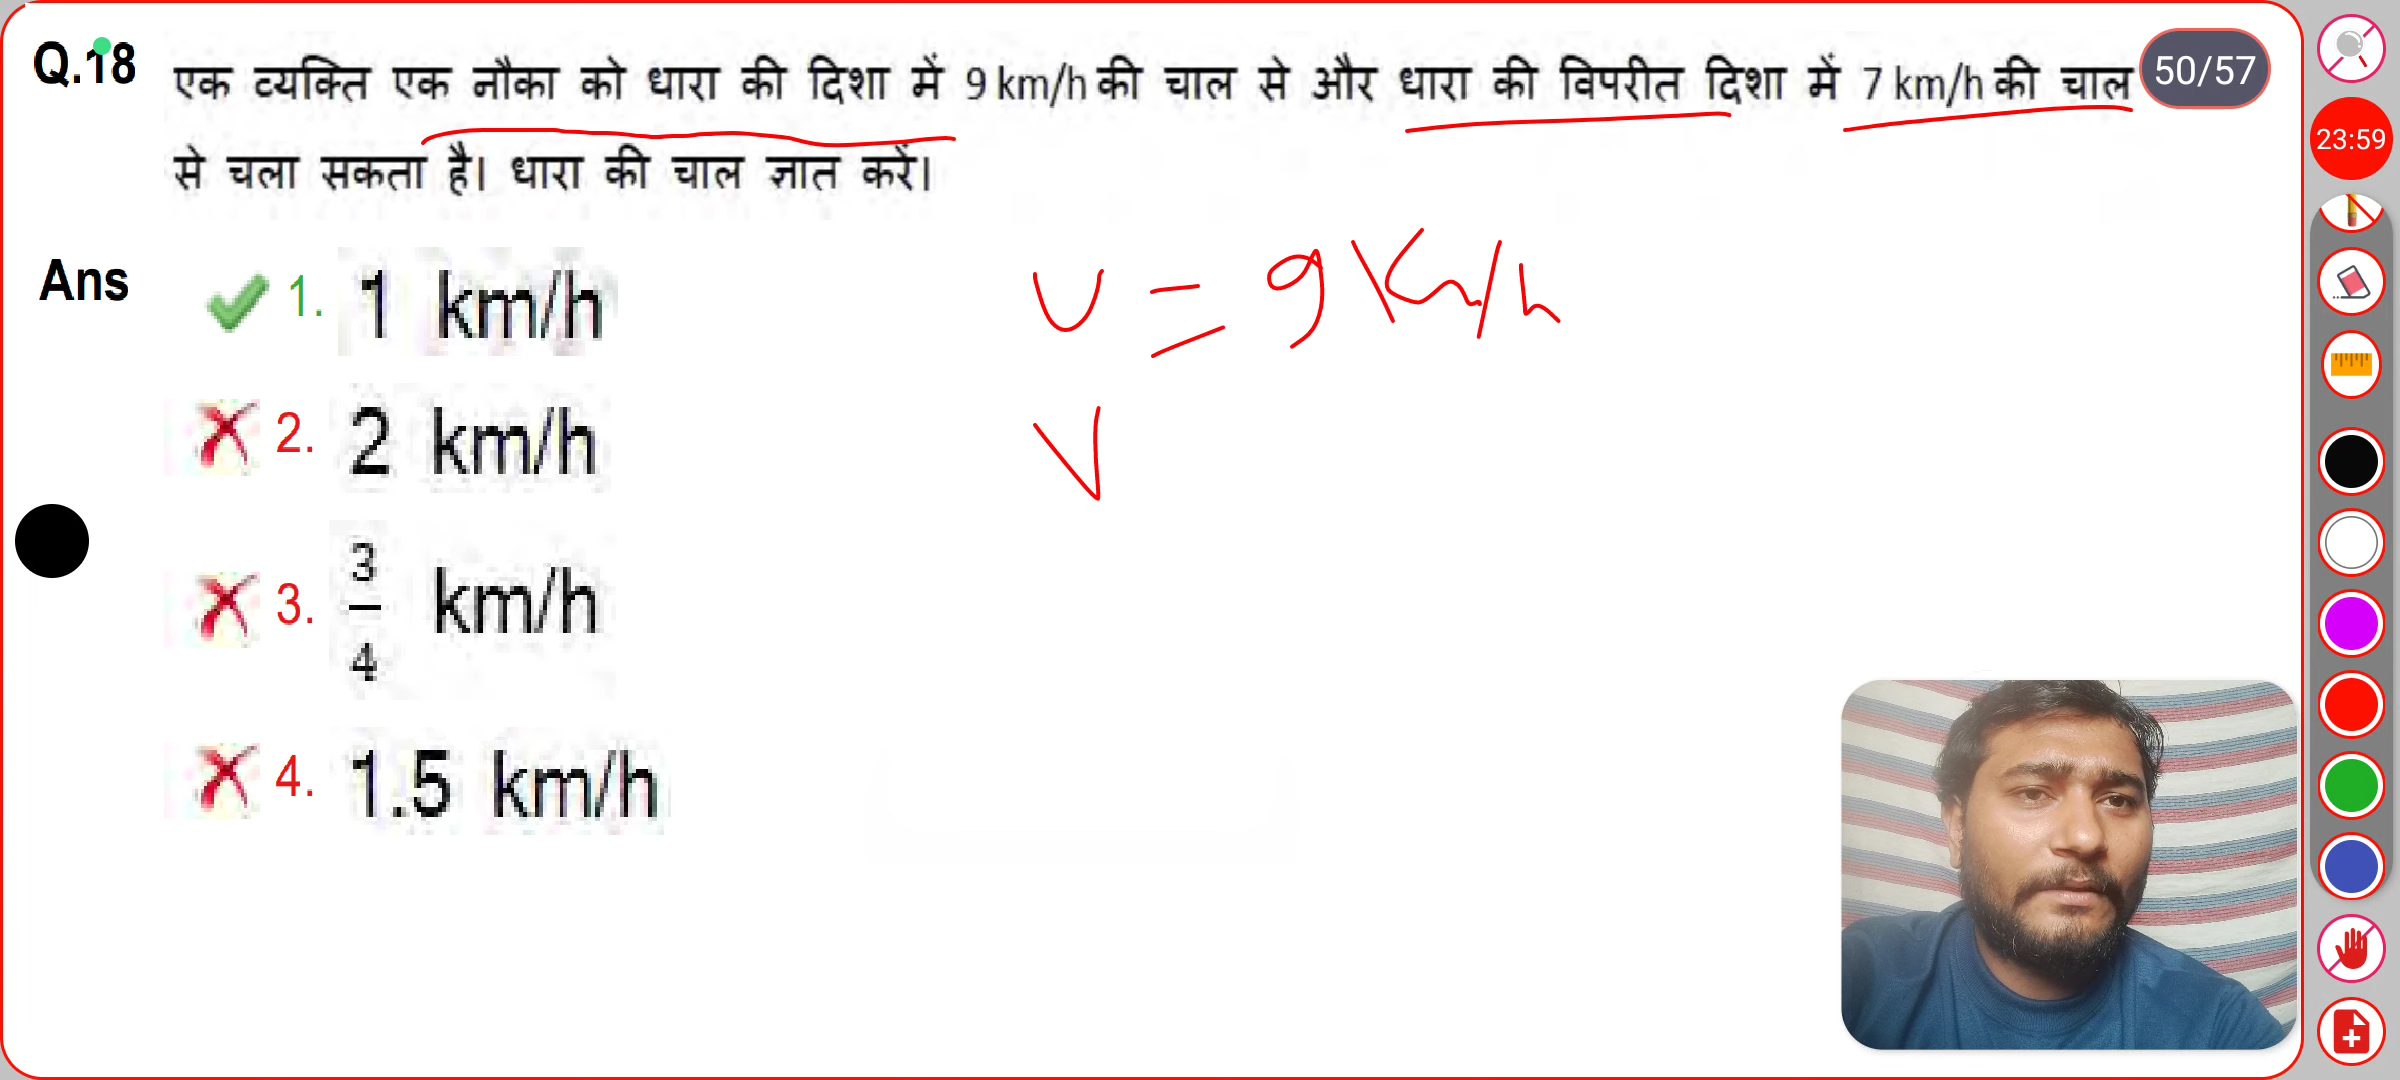 Q.18 एक व्यक्ति एक नौका को धारा की दिशा में 9 km/h की चाल से और धारा की विपरीत दिशा में 7 km/h की चाल 50/57
से चला सकता है। धारा की चाल ज्ञात करें।
23:59
Ans 1. 1 km/h
2. 2 km/h
3. 3/4 km/h
4. 1.5 km/h
U = 9 Km/h
V